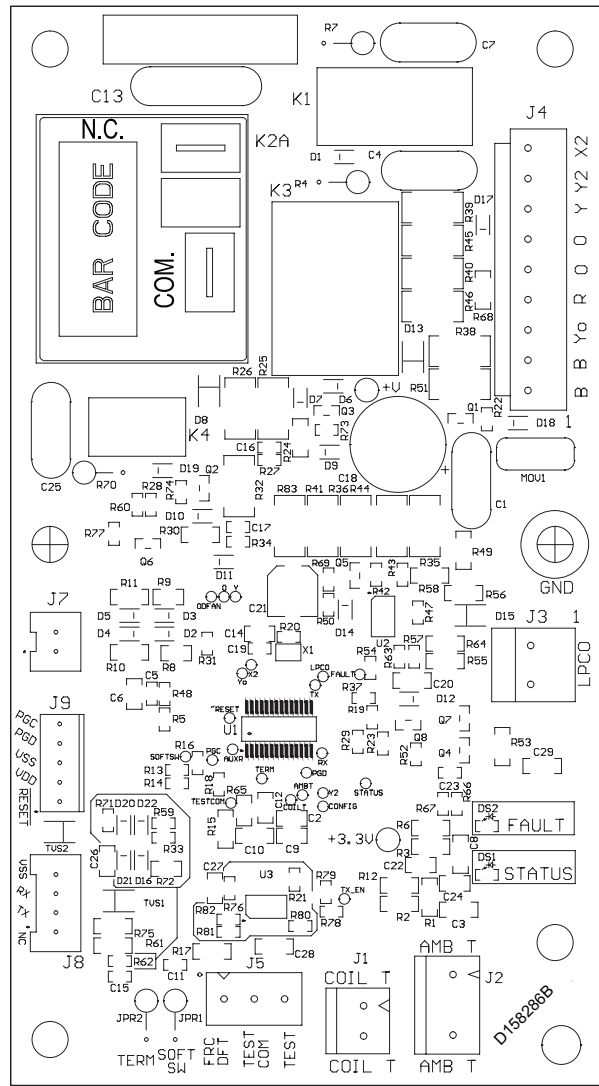 R7
C7
C13
K1
J4
N.C.
K2A
BAR CODE
COM.
D1
C4
R4
K3
X2
Y2
Y
O
O
R
Yo
B
B
1
R39
D17
R45
R40
R46
R68
D13
R38
R51
R26
R25
D8
D7
D6
+V
Q3
R73
Q1
R22
D18
K4
C16
R27
R24
D9
C18
+
MOV1
C25
R70
R28
D19
Q2
R74
R32
R83
R41
R36
R44
C1
R60
D10
R77
R30
C17
R34
Q6
D11
R69
Q5
R43
R35
R49
GND
R42
R58
R56
R11
R9
ODFAN
O
Y
C21
R50
D14
R47
D15
J3
1
J7
D5
D3
D4
D2
R31
C14
R20
C19
X1
U2
R64
R55
LPCO
R10
R8
X2
Yo
LPCO
FAULT
R54
R63
R57
C20
J9
C6
C5
R48
R5
TX
R37
R19
D12
Q7
PGC
PGD
VSS
VDD
RESET
RESET
U1
R29
R23
Q8
R52
Q4
R53
C29
R16
SOFTSW
PGC
AUXR
RX
R13
R14
R18
TERM
PGD
AMBT
Y2
STATUS
C23
R66
R67
TESTCOM
R65
COILT
CONFIG
C12
TVS2
R71
D20
D22
R59
R15
C2
DS2
FAULT
R33
C10
C9
+3.3V
R6
R3
C8
C26
DS1
STATUS
C22
D21
D16
R72
C27
U3
R79
R12
C24
VSS
RX
TX
NC
TVS1
R82
R76
R21
TX_EN
R2
R1
C3
R75
R61
R81
R80
R78
R62
R17
C28
J8
C11
J5
J1
AMB T
C15
COIL T
J2
JPR2
JPR1
D158286B
TERM
SOFT SW
FRC DFT
TEST COM
TEST
COIL T
AMB T